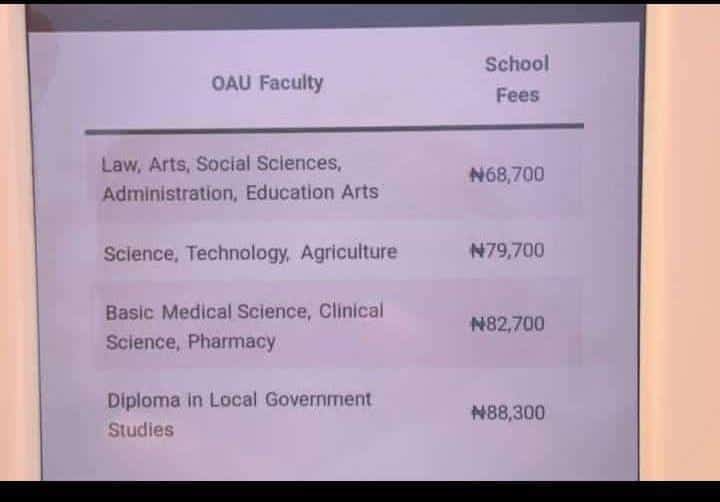 OAU Faculty
School
Fees
Law, Arts, Social Sciences,
Administration, Education Arts
₦68,700
Science, Technology, Agriculture
₦79,700
Basic Medical Science, Clinical
Science, Pharmacy
₦82,700
Diploma in Local Government
Studies
₦88,300